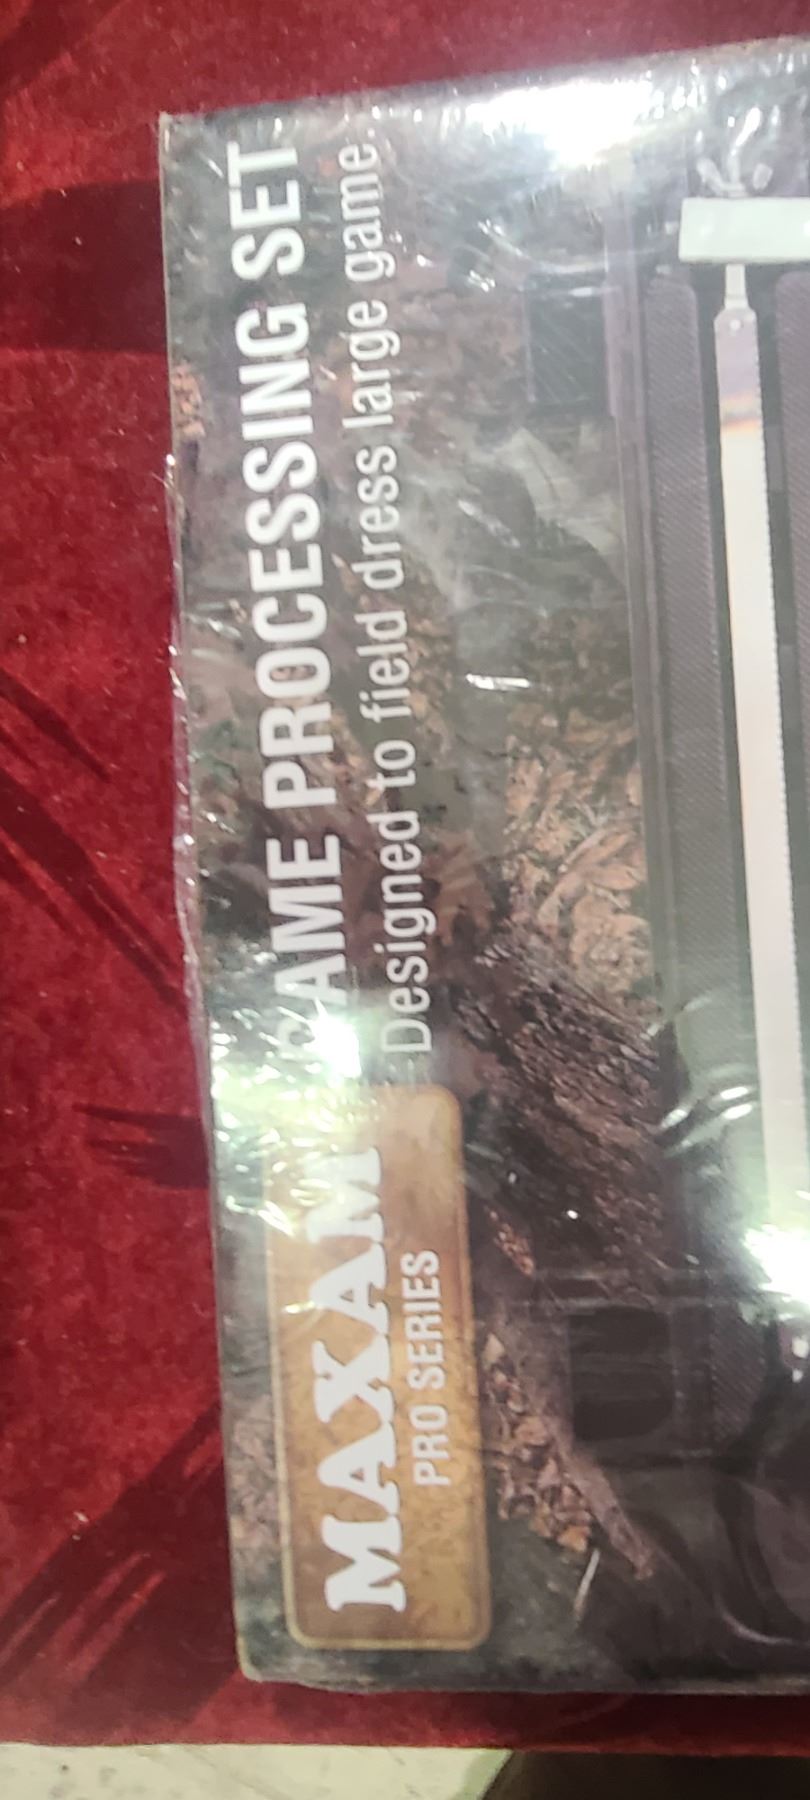 MAXAM
PRO SERIES
GAME PROCESSING SET
Designed to field dress large game.